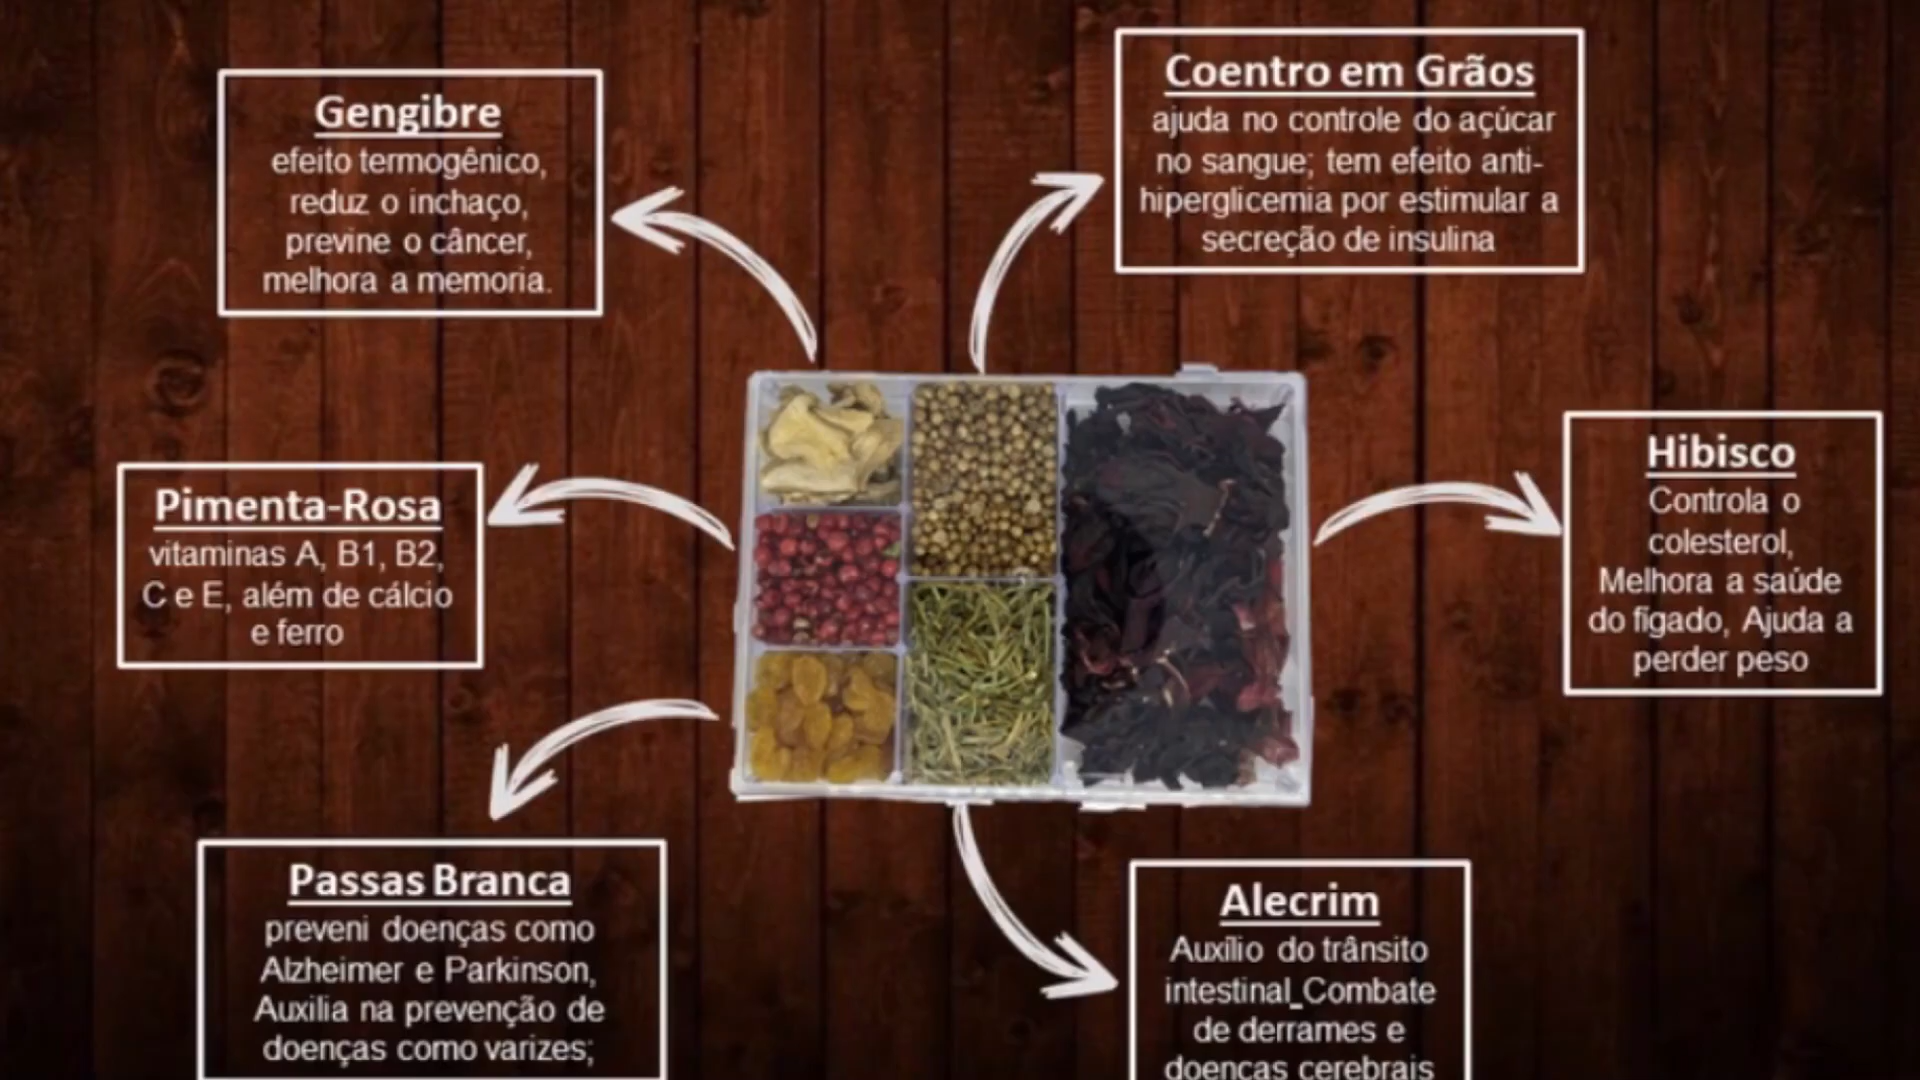 Gengibre
efeito termogênico,
reduz o inchaço,
previne o câncer,
melhora a memoria.
Coentro em Grãos
ajuda no controle do açúcar
no sangue; tem efeito anti-
hiperglicemia por estimular a
secreção de insulina
Pimenta-Rosa
vitaminas A, B1, B2,
C e E, além de cálcio
e ferro
Hibisco
Controla o
colesterol,
Melhora a saúde
do figado, Ajuda a
perder peso
Passas Branca
preveni doenças como
Alzheimer e Parkinson,
Auxilia na prevenção de
doenças como varizes;
Alecrim
Auxílio do trânsito
intestinal_Combate
de derrames e
doenças cerebrais